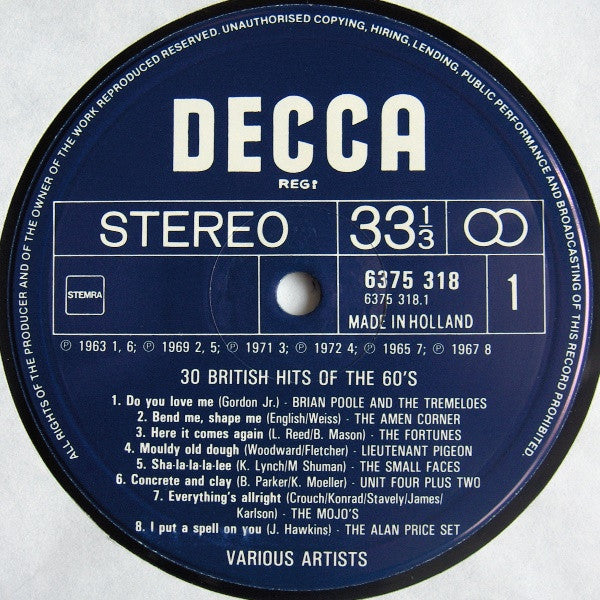 ALL RIGHTS OF THE PRODUCER AND OF THE OWNER OF THE WORK REPRODUCED RESERVED. UNAUTHORISED COPYING, HIRING, LENDING, PUBLIC PERFORMANCE AND BROADCASTING OF THIS RECORD PROHIBITED.
DECCA
REGI
STEREO
33⅓
STEMRA
6375 318
6375 318.1
MADE IN HOLLAND
1
℗ 1963 1, 6; ℗ 1969 2, 5; ℗ 1971 3; ℗ 1972 4; ℗ 1965 7; ℗ 1967 8
30 BRITISH HITS OF THE 60'S
1. Do you love me (Gordon Jr.) - BRIAN POOLE AND THE TREMELOES
2. Bend me, shape me (English/Weiss) - THE AMEN CORNER
3. Here it comes again (L. Reed/B. Mason) - THE FORTUNES
4. Mouldy old dough (Woodward/Fletcher) - LIEUTENANT PIGEON
5. Sha-la-la-la-lee (K. Lynch/M Shuman) - THE SMALL FACES
6. Concrete and clay (B. Parker/K. Moeller) - UNIT FOUR PLUS TWO
7. Everything's allright (Crouch/Konrad/Stavely/James/
Karlson) - THE MOJO'S
8. I put a spell on you (J. Hawkins) - THE ALAN PRICE SET
VARIOUS ARTISTS